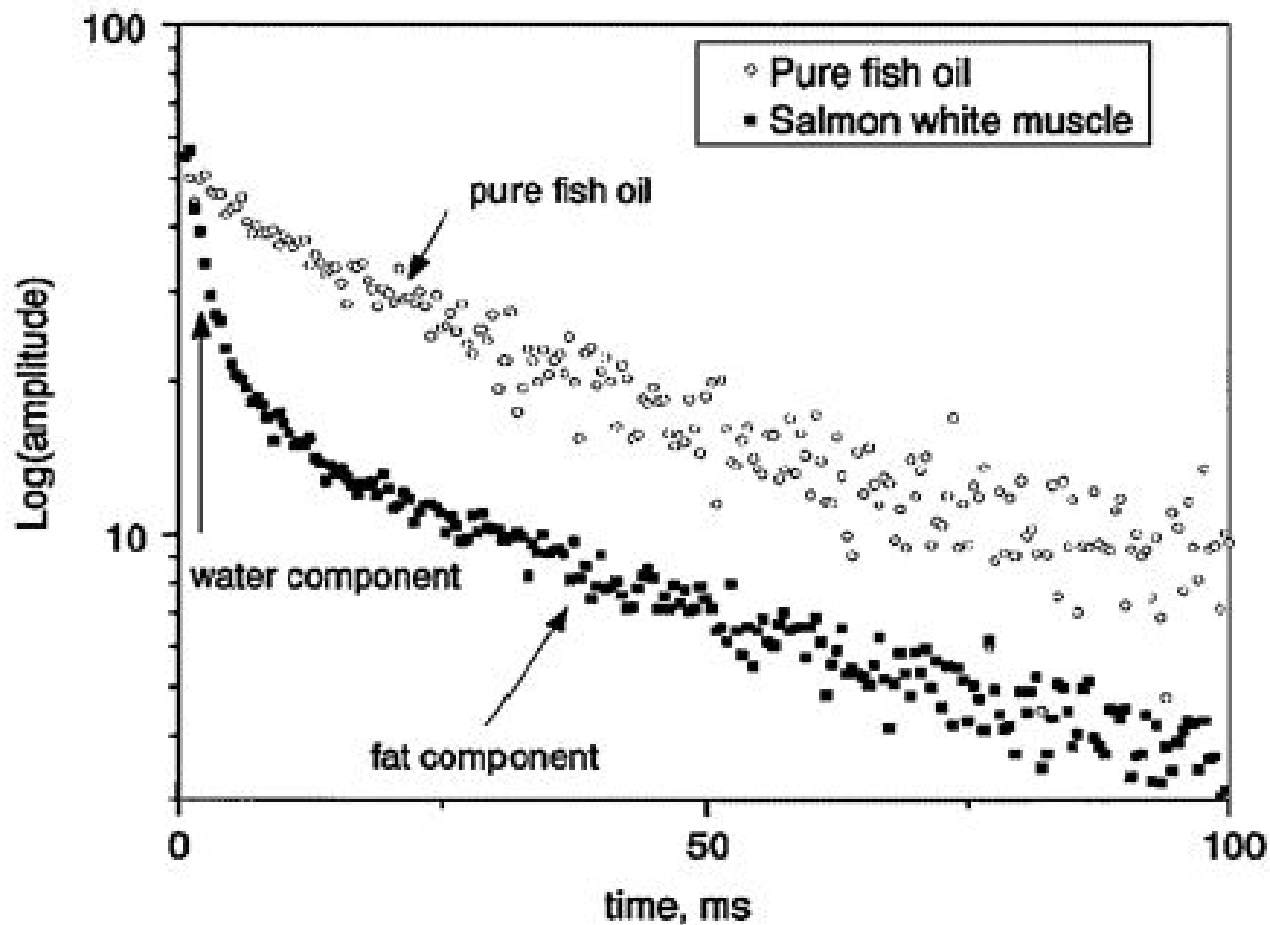 100
Pure fish oil
Salmon white muscle
pure fish oil
Log(amplitude)
10
water component
fat component
0
50
100
time, ms